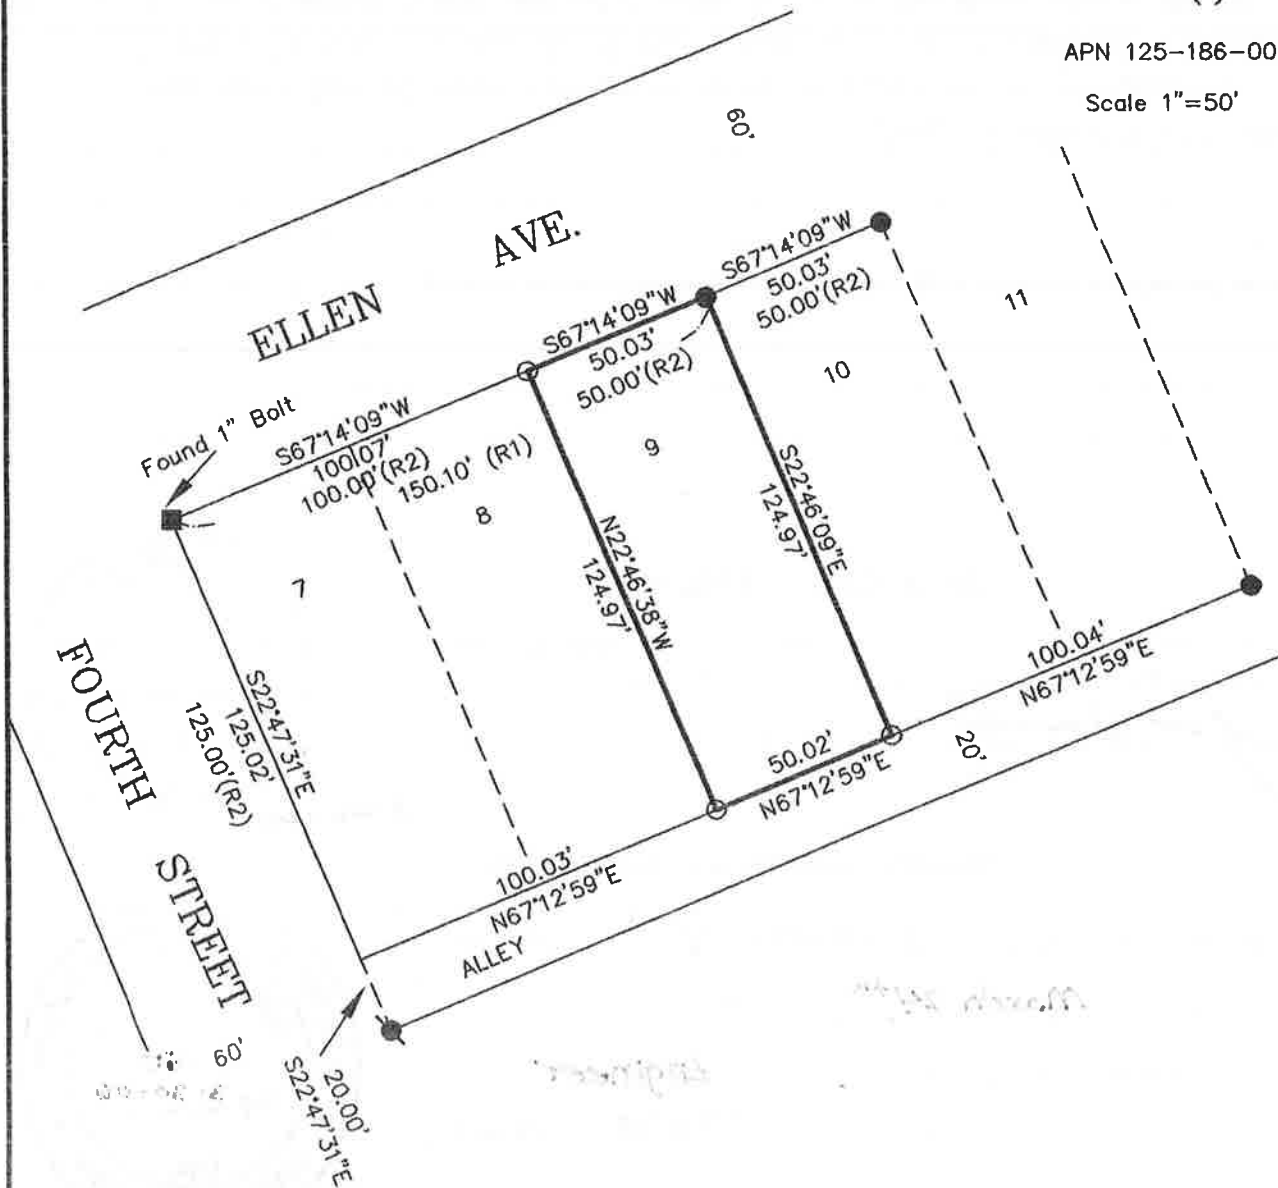 APN 125-186-00
Scale 1"=50'
60'
ELLEN AVE.
S67°14'09"W
50.03'
50.00'(R2)
11
S67°14'09"W
50.03'
50.00'(R2)
10
Found 1" Bolt
S67°14'09"W
100.07'
100.00'(R2)
150.10' (R1)
9
8
7
N22°46'38"W
124.97'
S22°46'09"E
124.97'
FOURTH STREET
S22°47'31"E
125.02'
125.00'(R2)
100.04'
N67°12'59"E
50.02'
N67°12'59"E
20'
100.03'
N67°12'59"E
ALLEY
60'
20.00'
S22°47'31"E